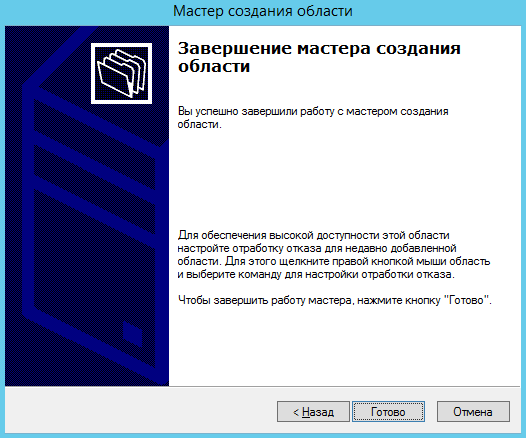 Мастер создания области
Завершение мастера создания
области
Вы успешно завершили работу с мастером создания
области.
Для обеспечения высокой доступности этой области
настройте отработку отказа для недавно добавленной
области. Для этого щелкните правой кнопкой мыши область
и выберите команду для настройки отработки отказа.
Чтобы завершить работу мастера, нажмите кнопку "Готово".
< Назад Готово Отмена